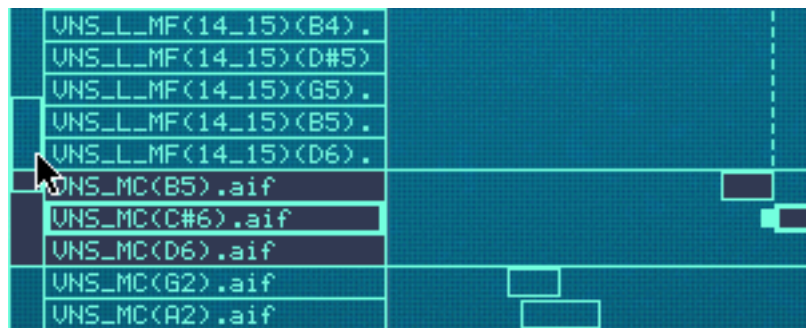 VNS_L_MF(14_15)(B4).
VNS_L_MF(14_15)(D#5)
VNS_L_MF(14_15)(G5).
VNS_L_MF(14_15)(B5).
VNS_L_MF(14_15)(D6).
VNS_MC(B5).aif
VNS_MC(C#6).aif
VNS_MC(D6).aif
VNS_MC(G2).aif
VNS_MC(A2).aif